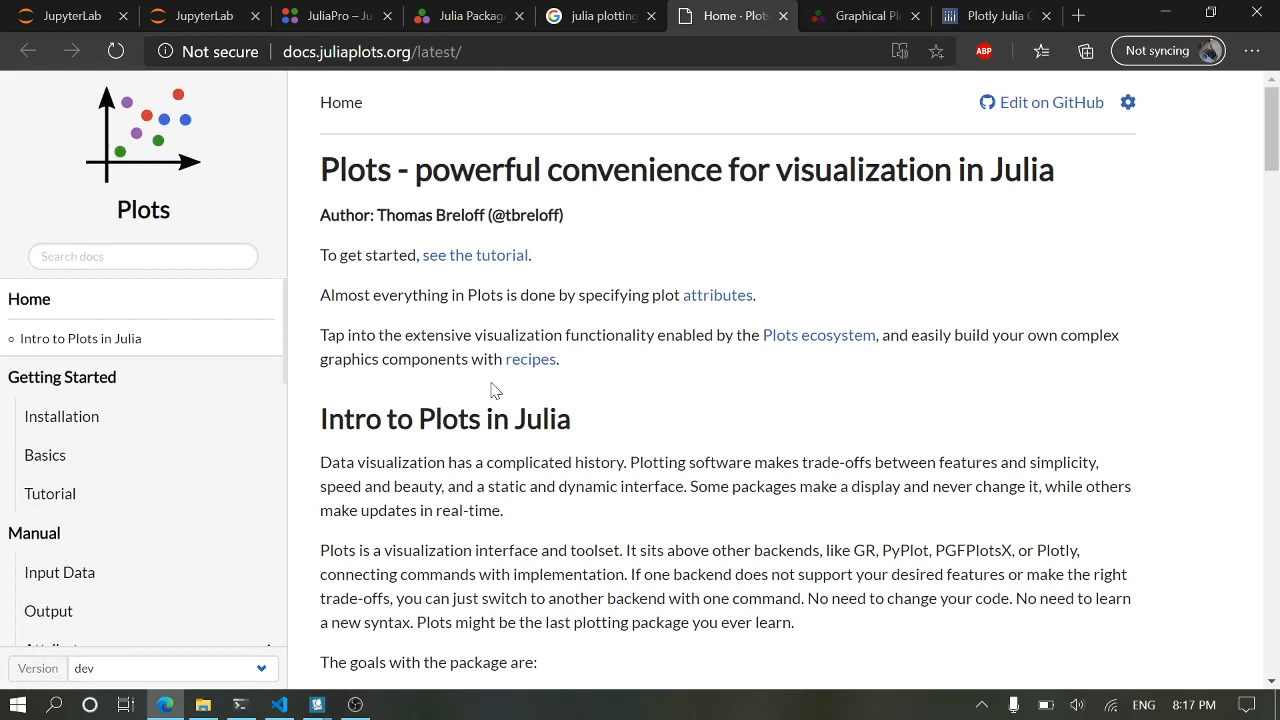 JupyterLab
JupyterLab
JuliaPro –
Julia Packag
julia plotting
Home · Plots
Graphical Pl
Plotly Julia G
Not secure
docs.juliaplots.org/latest/
ABP
Not syncing
Plots
Search docs
Home
Intro to Plots in Julia
Getting Started
Installation
Basics
Tutorial
Manual
Input Data
Output
Version
dev
Home
Edit on GitHub
Plots - powerful convenience for visualization in Julia
Author: Thomas Breloff (@tbreloff)
To get started, see the tutorial.
Almost everything in Plots is done by specifying plot attributes.
Tap into the extensive visualization functionality enabled by the Plots ecosystem, and easily build your own complex
graphics components with recipes.
Intro to Plots in Julia
Data visualization has a complicated history. Plotting software makes trade-offs between features and simplicity,
speed and beauty, and a static and dynamic interface. Some packages make a display and never change it, while others
make updates in real-time.
Plots is a visualization interface and toolset. It sits above other backends, like GR, PyPlot, PGFPlotsX, or Plotly,
connecting commands with implementation. If one backend does not support your desired features or make the right
trade-offs, you can just switch to another backend with one command. No need to change your code. No need to learn
a new syntax. Plots might be the last plotting package you ever learn.
The goals with the package are:
ENG
8:17 PM